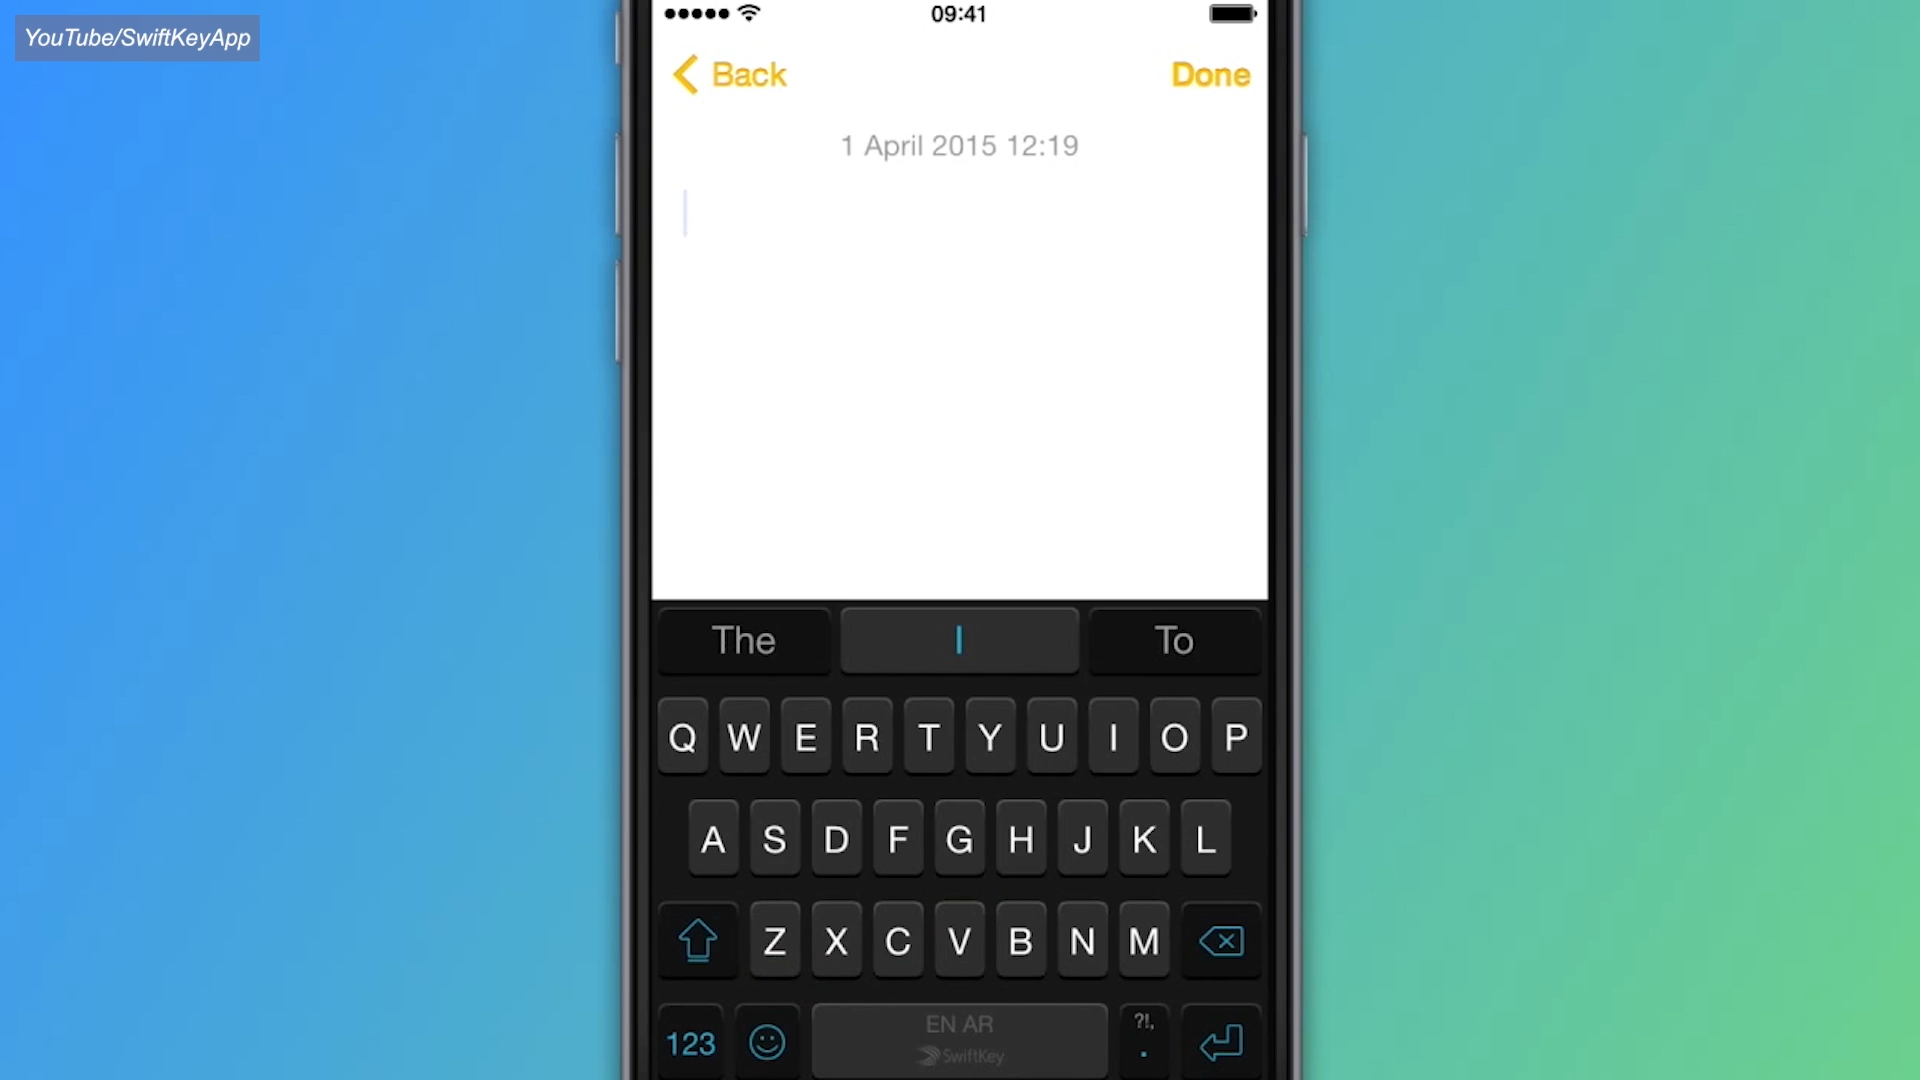 YouTube/SwiftKeyApp
09:41
Back Done
1 April 2015 12:19
The I To
Q W E R T Y U I O P
A S D F G H J K L
Z X C V B N M
123 EN AR ?!, .
SwiftKey